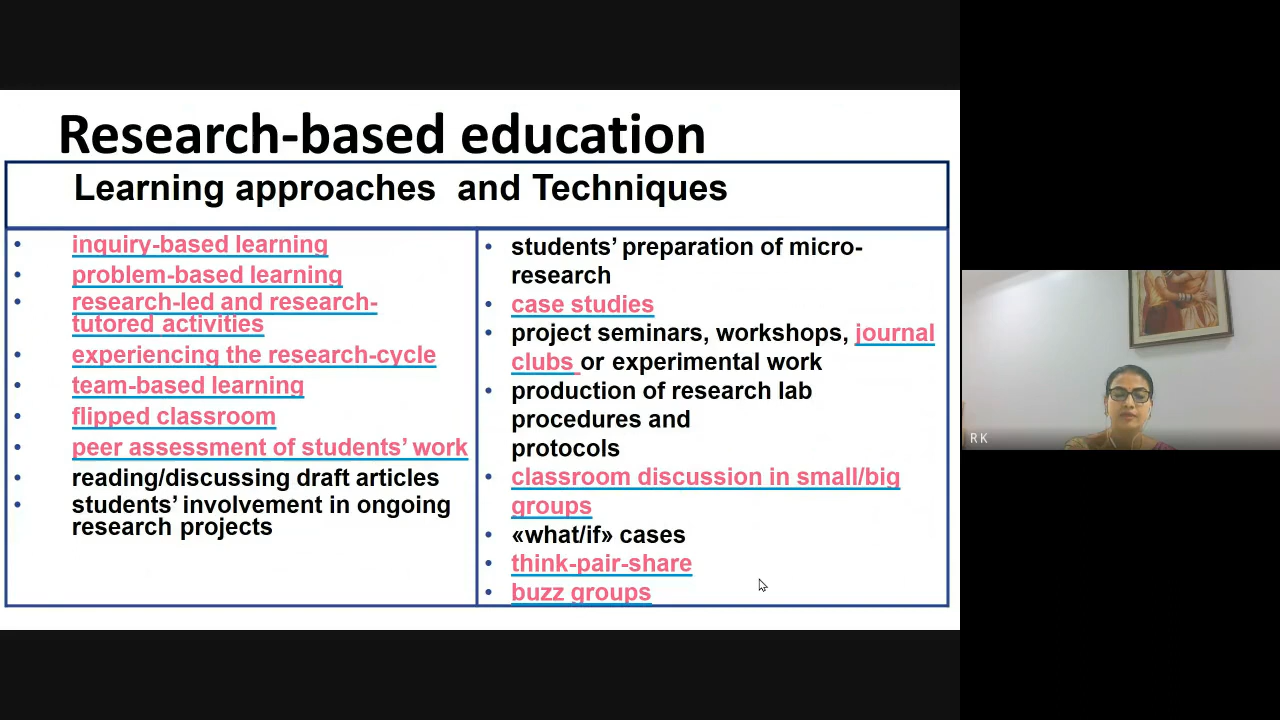 Research-based education
Learning approaches and Techniques
• inquiry-based learning
• problem-based learning
• research-led and research-
tutored activities
• experiencing the research-cycle
• team-based learning
• flipped classroom
• peer assessment of students’ work
• reading/discussing draft articles
• students’ involvement in ongoing
research projects
• students’ preparation of micro-
research
• case studies
• project seminars, workshops, journal
clubs or experimental work
• production of research lab
procedures and
protocols
• classroom discussion in small/big
groups
• «what/if» cases
• think-pair-share
• buzz groups
RK